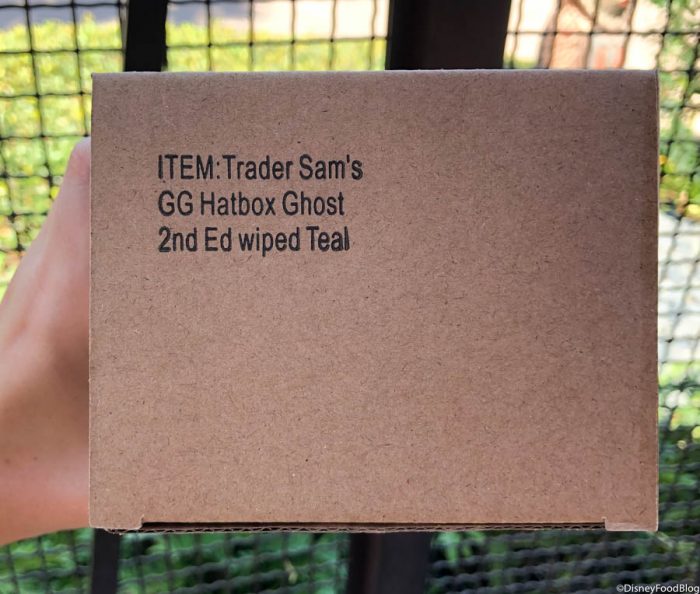 ITEM:Trader Sam's
GG Hatbox Ghost
2nd Ed wiped Teal
©DisneyFoodBlog